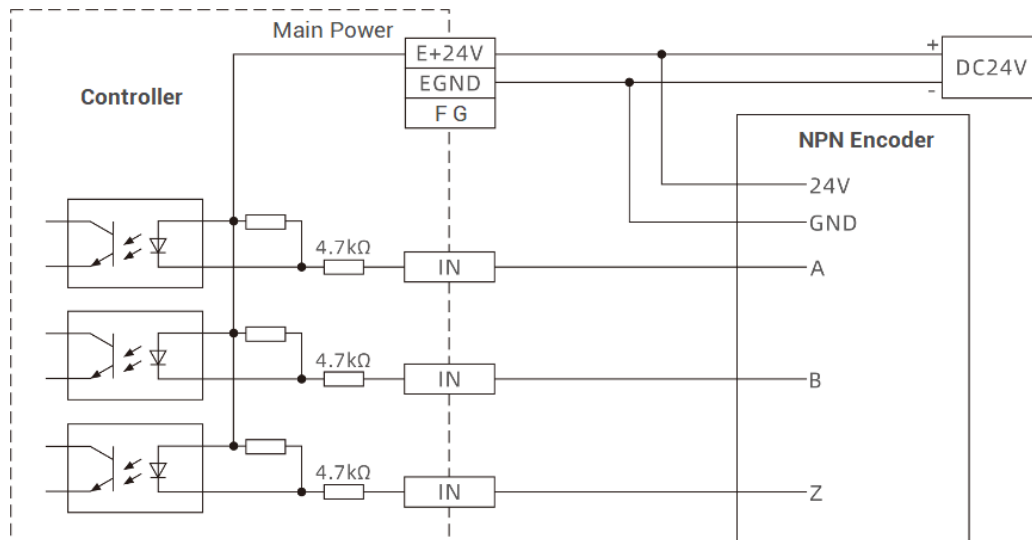 Main Power
E+24V
EGND
F G
+
-
DC24V
Controller
NPN Encoder
24V
GND
4.7kΩ
IN
A
4.7kΩ
IN
B
4.7kΩ
IN
Z